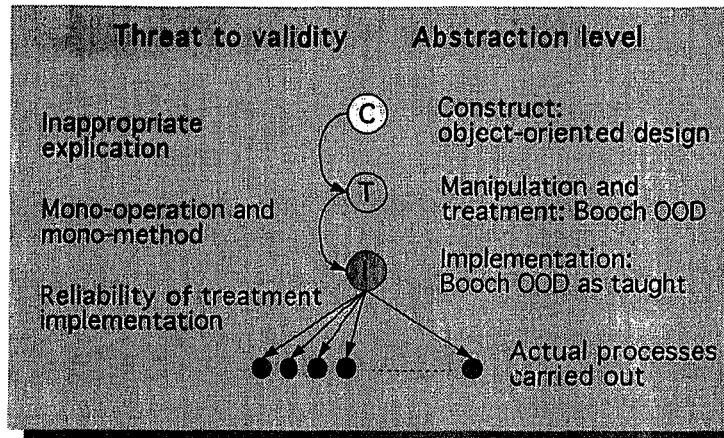 Threat to validity
Abstraction level
Inappropriate
explication
C
Construct:
object-oriented design
Mono-operation and
mono-method
T
Manipulation and
treatment: Booch OOD
Reliability of treatment
implementation
I
Implementation:
Booch OOD as taught
Actual processes
carried out